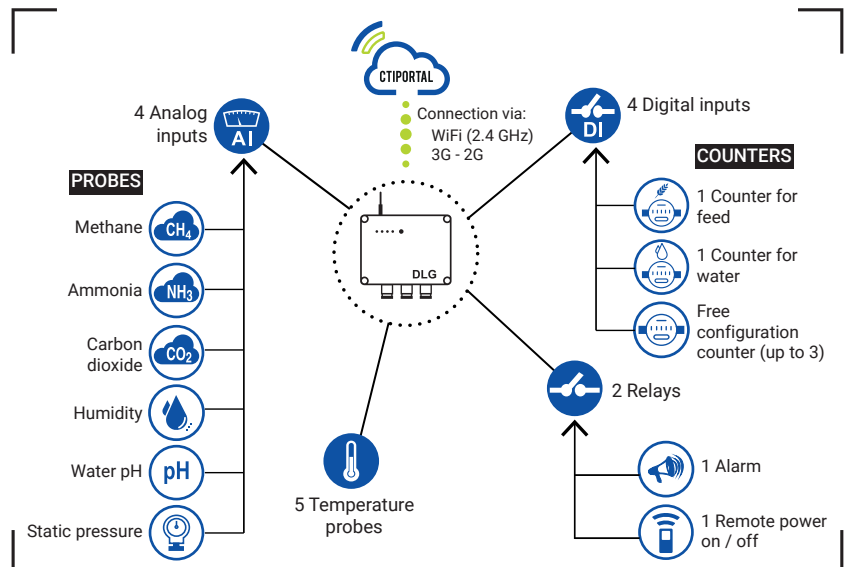 CTIPORTAL
Connection via:
WiFi (2.4 GHz)
3G - 2G
4 Analog
inputs
AI
PROBES
Methane
CH4
Ammonia
NH3
Carbon
dioxide
CO2
Humidity
Water pH
pH
Static pressure
DLG
5 Temperature
probes
4 Digital inputs
DI
COUNTERS
1 Counter for
feed
1 Counter for
water
Free
configuration
counter (up to 3)
2 Relays
1 Alarm
1 Remote power
on / off